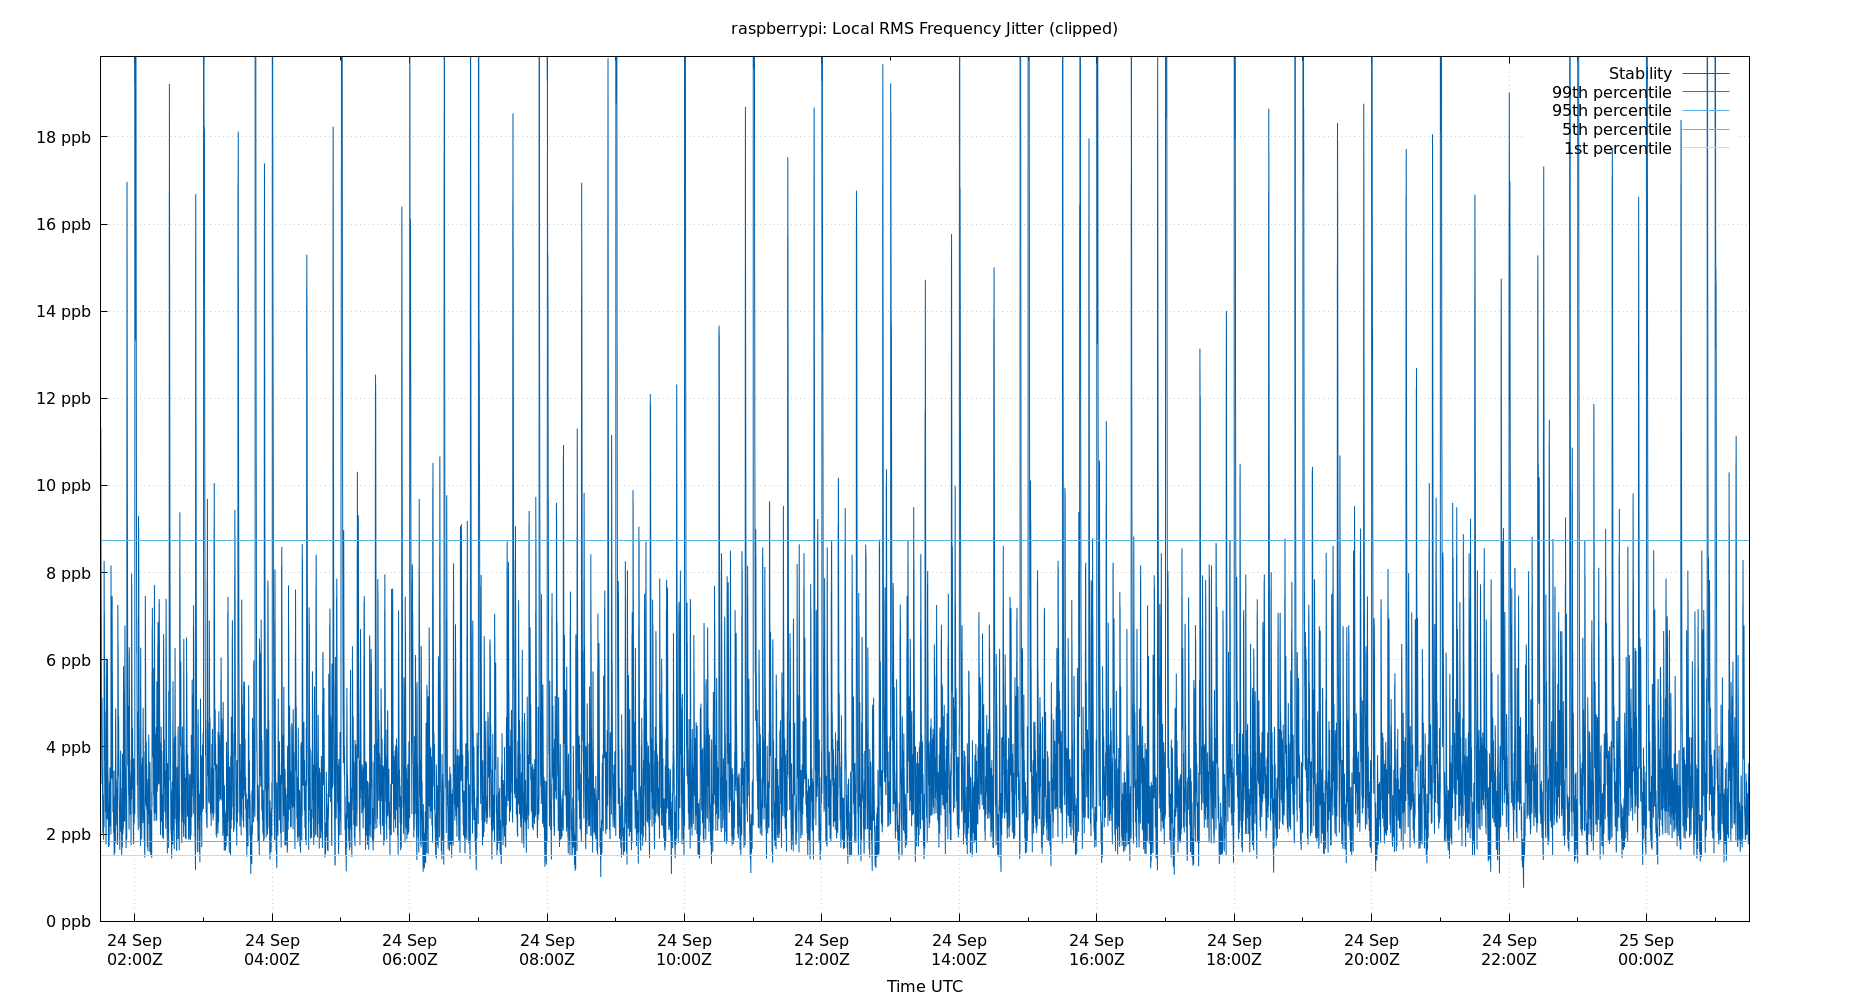 raspberrypi: Local RMS Frequency Jitter (clipped)
Stability
99th percentile
95th percentile
5th percentile
1st percentile
18 ppb
16 ppb
14 ppb
12 ppb
10 ppb
8 ppb
6 ppb
4 ppb
2 ppb
0 ppb
24 Sep 24 Sep 24 Sep 24 Sep 24 Sep 24 Sep 24 Sep 24 Sep 24 Sep 24 Sep 24 Sep 25 Sep
02:00Z 04:00Z 06:00Z 08:00Z 10:00Z 12:00Z 14:00Z 16:00Z 18:00Z 20:00Z 22:00Z 00:00Z
Time UTC